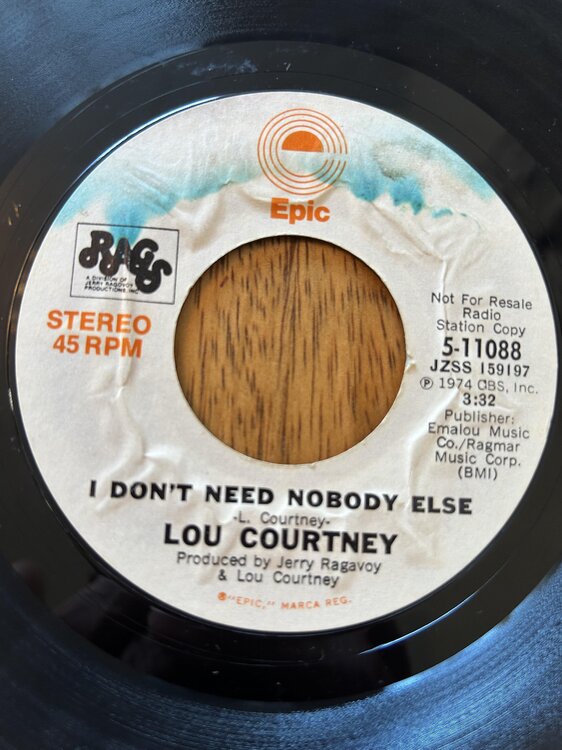 Epic
RAGS
A DIVISION OF
JERRY RAGOVOY
PRODUCTIONS, INC.
STEREO
45 RPM
Not For Resale
Radio
Station Copy
5-11088
JZSS 159197
℗ 1974 CBS, Inc.
3:32
Publisher:
Emalou Music
Co./Ragmar
Music Corp.
(BMI)
I DON'T NEED NOBODY ELSE
-L. Courtney-
LOU COURTNEY
Produced by Jerry Ragavoy
& Lou Courtney
®"EPIC," MARCA REG.